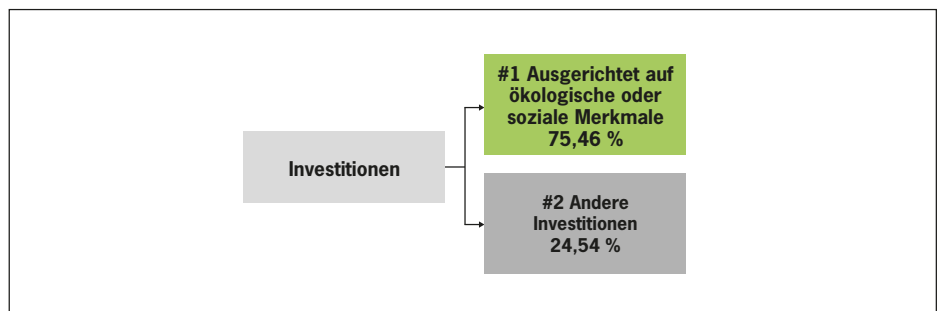 #1 Ausgerichtet auf
ökologische oder
soziale Merkmale
75,46 %
Investitionen
#2 Andere
Investitionen
24,54 %